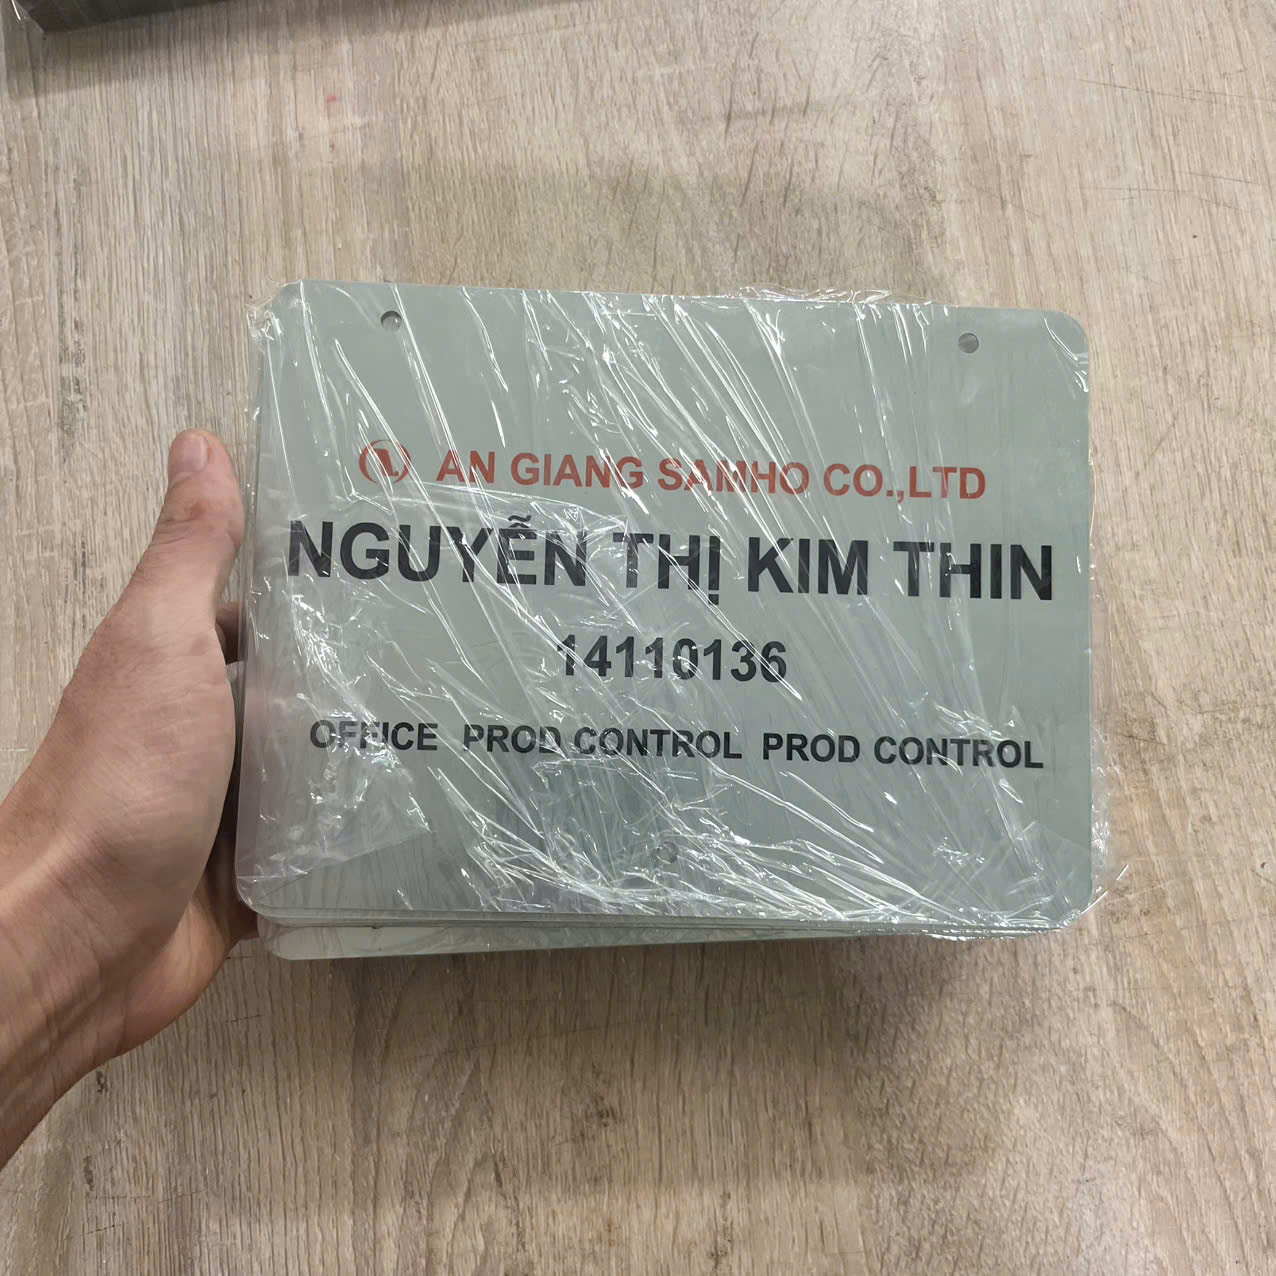 AN GIANG SAMHO CO.,LTD
NGUYỄN THỊ KIM THIN
14110136
OFFICE PROD CONTROL PROD CONTROL